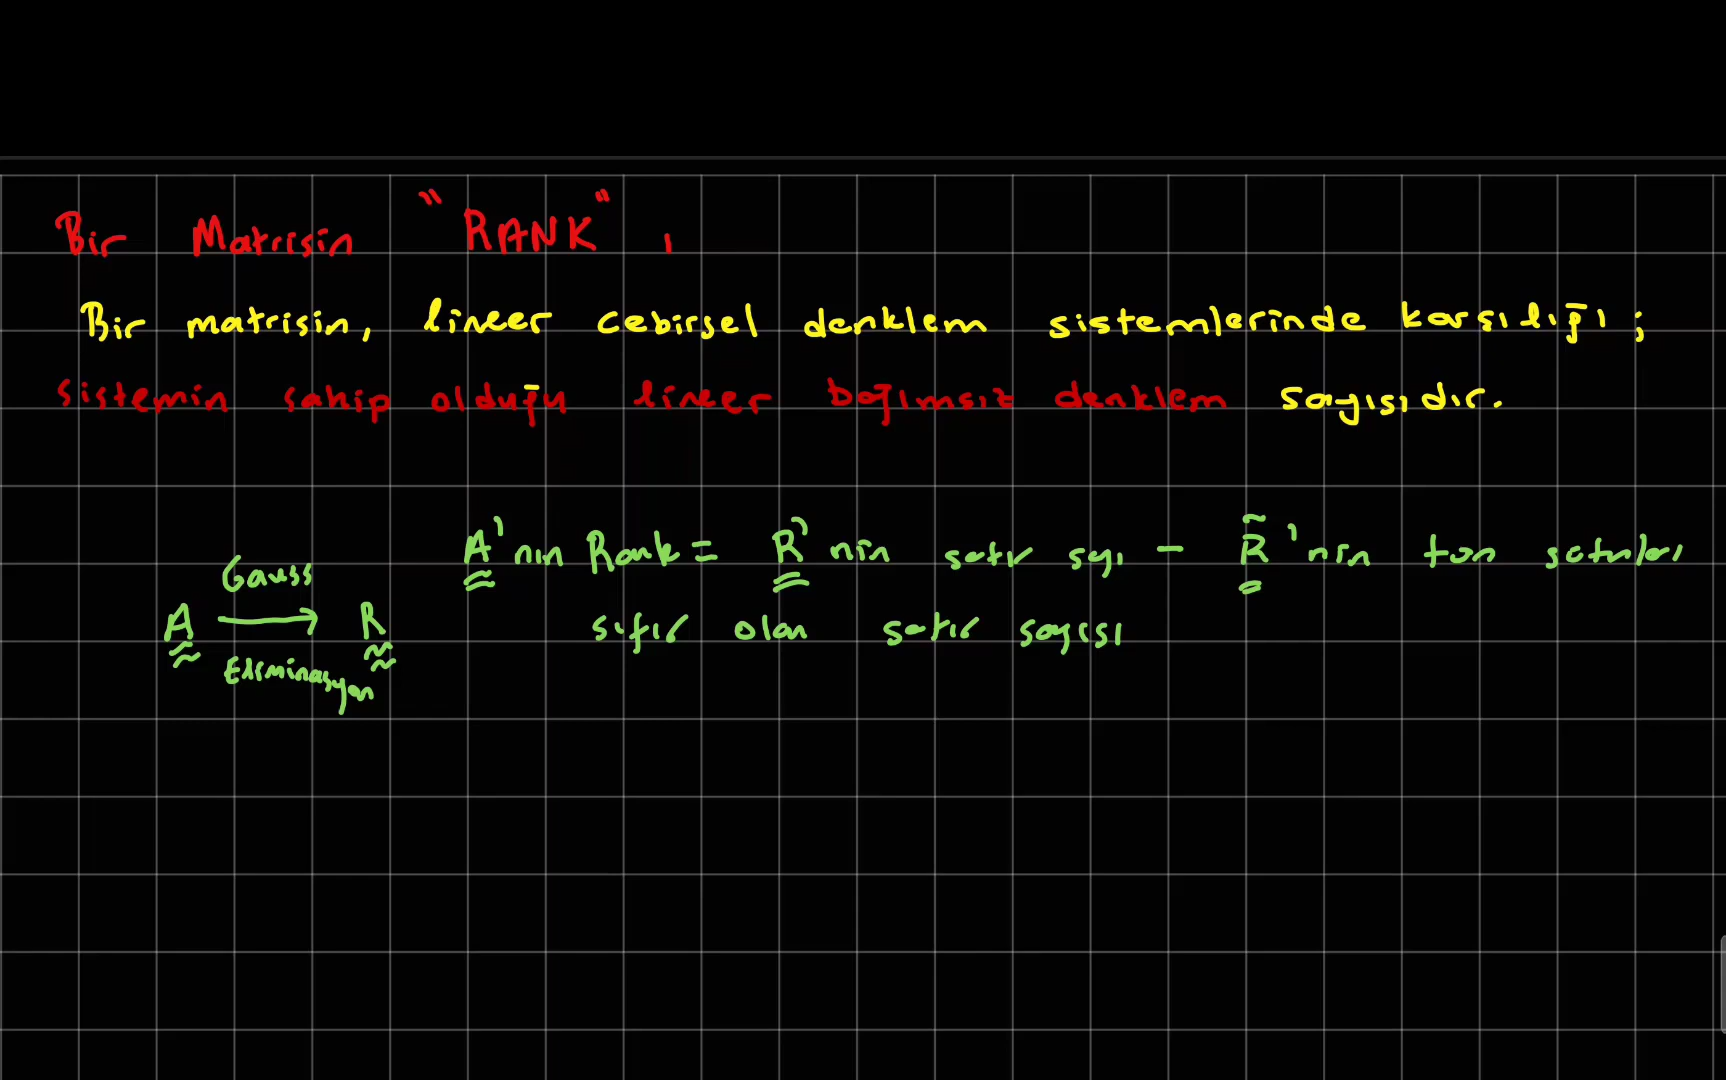 Bir Matrisin "RANK" ı
Bir matrisin, lineer cebirsel denklem sistemlerinde karşılığı;
sistemin sahip olduğu lineer bağımsız denklem sayısıdır.
A' nın Rank = R' nin satır sayı - R' nin tüm satırları
sıfır olan satır sayısı
Gauss
A → R
Eliminasyon